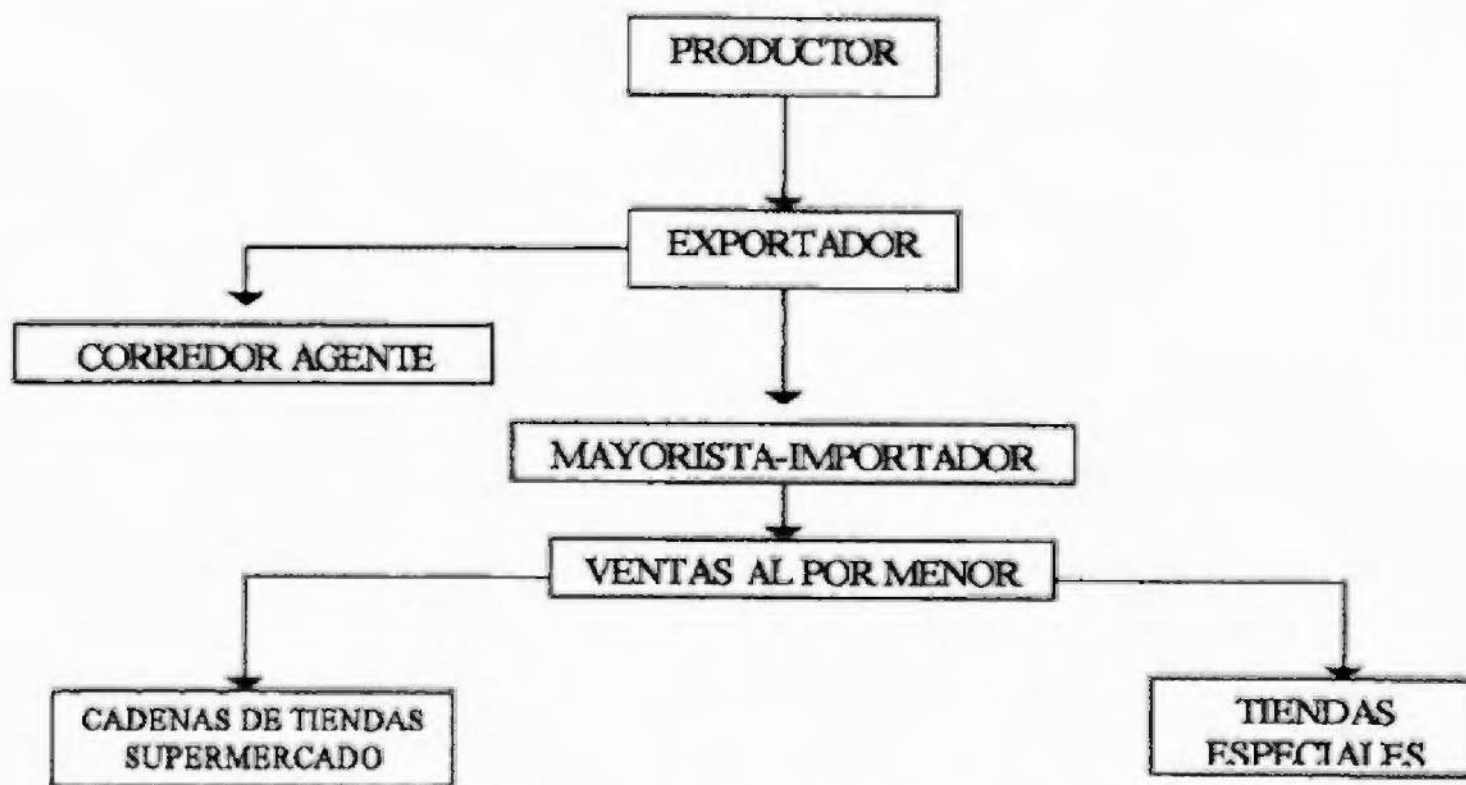 PRODUCTOR
EXPORTADOR
CORREDOR AGENTE
MAYORISTA-IMPORTADOR
VENTAS AL POR MENOR
CADENAS DE TIENDAS
SUPERMERCADO
TIENDAS
ESPECIALES